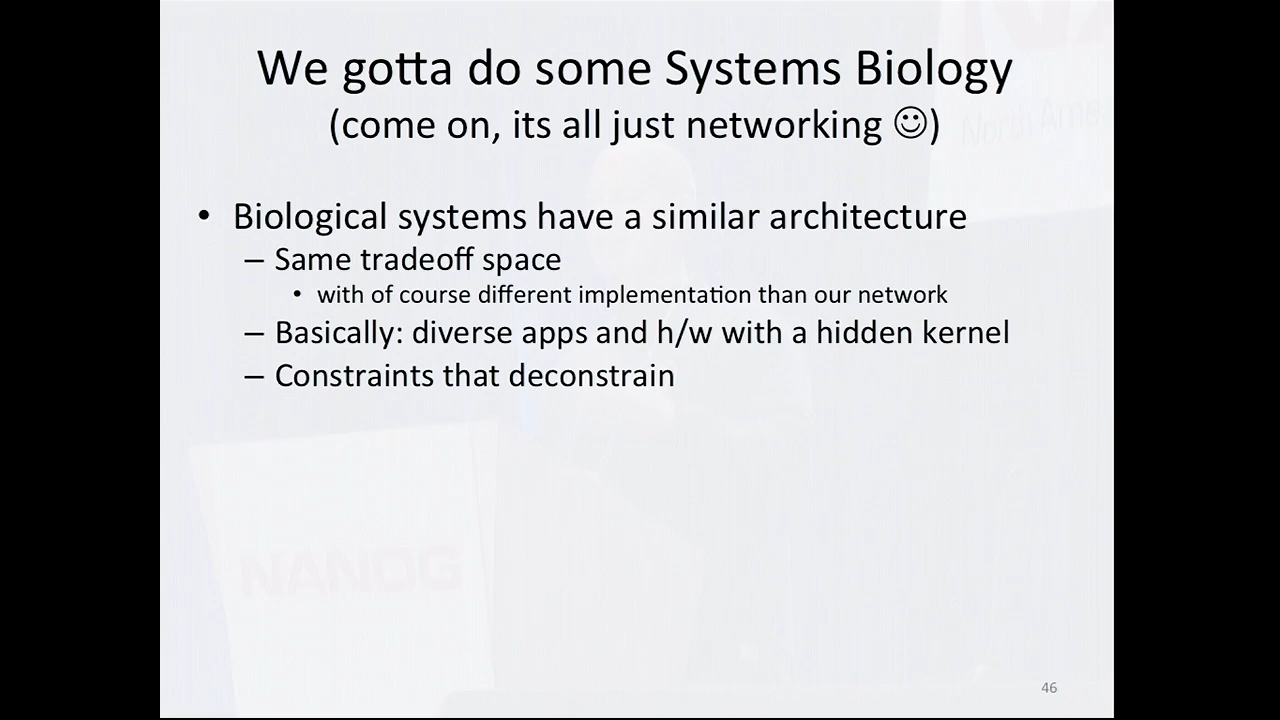 We gotta do some Systems Biology
(come on, its all just networking ☺)
• Biological systems have a similar architecture
– Same tradeoff space
• with of course different implementation than our network
– Basically: diverse apps and h/w with a hidden kernel
– Constraints that deconstrain
NANOG
North Ame
46